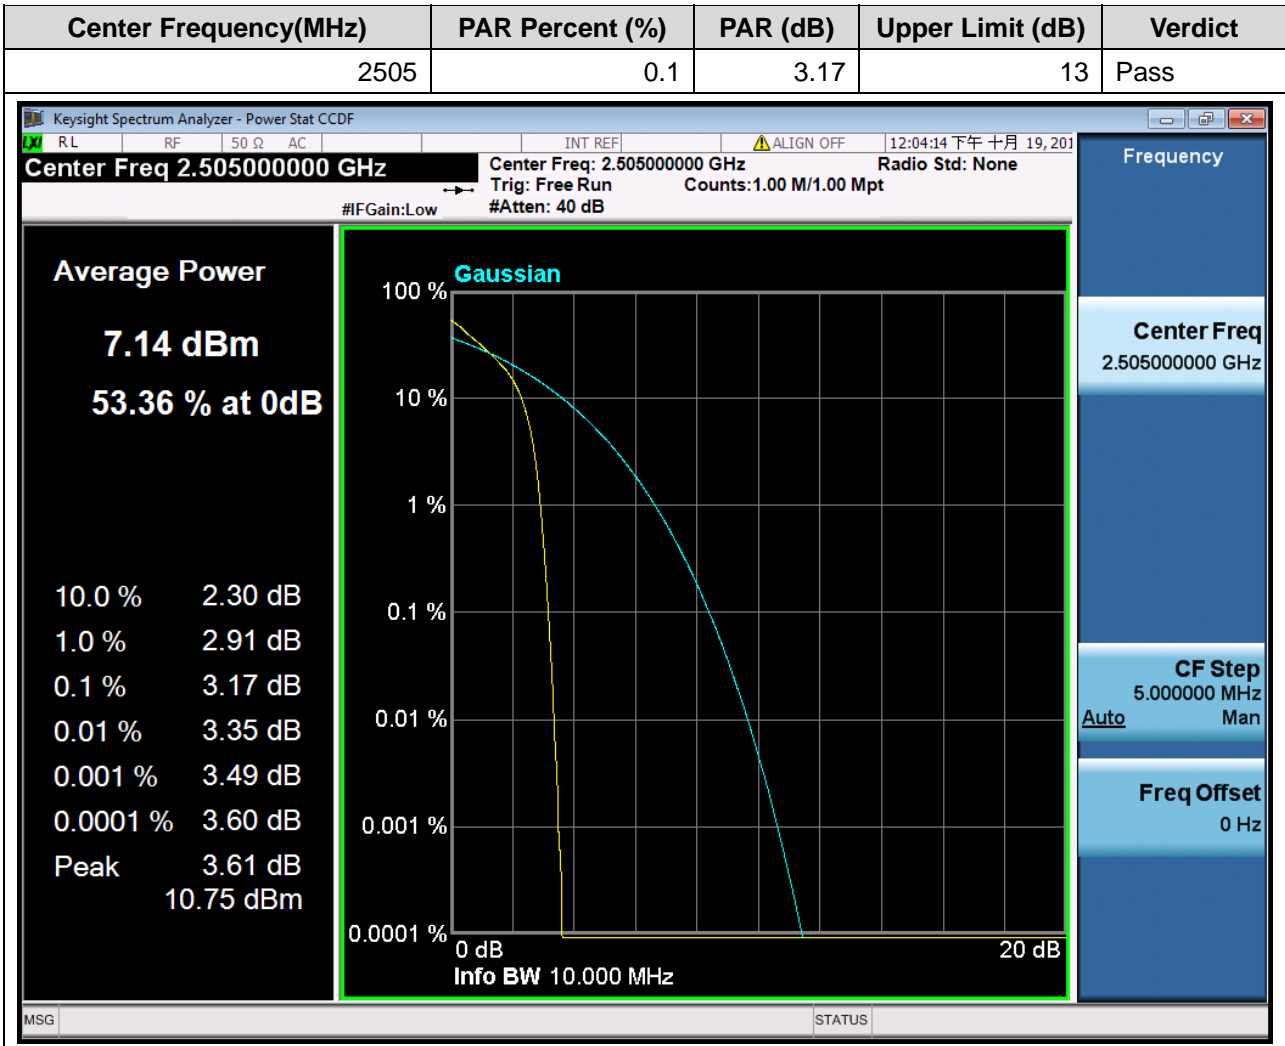 Center Frequency(MHz) PAR Percent (%) PAR (dB) Upper Limit (dB) Verdict
2505 0.1 3.17 13 Pass
Keysight Spectrum Analyzer - Power Stat CCDF
LXI RL RF 50 Ω AC INT REF ALIGN OFF 12:04:14 下午 十月 19, 201
Center Freq 2.505000000 GHz
Center Freq: 2.505000000 GHz Radio Std: None
Trig: Free Run Counts:1.00 M/1.00 Mpt
#IFGain:Low #Atten: 40 dB
Average Power
7.14 dBm
53.36 % at 0dB
10.0 % 2.30 dB
1.0 % 2.91 dB
0.1 % 3.17 dB
0.01 % 3.35 dB
0.001 % 3.49 dB
0.0001 % 3.60 dB
Peak 3.61 dB
10.75 dBm
Gaussian
100 %
10 %
1 %
0.1 %
0.01 %
0.001 %
0.0001 %
0 dB 20 dB
Info BW 10.000 MHz
Frequency
Center Freq
2.505000000 GHz
CF Step
5.000000 MHz
Auto Man
Freq Offset
0 Hz
MSG STATUS